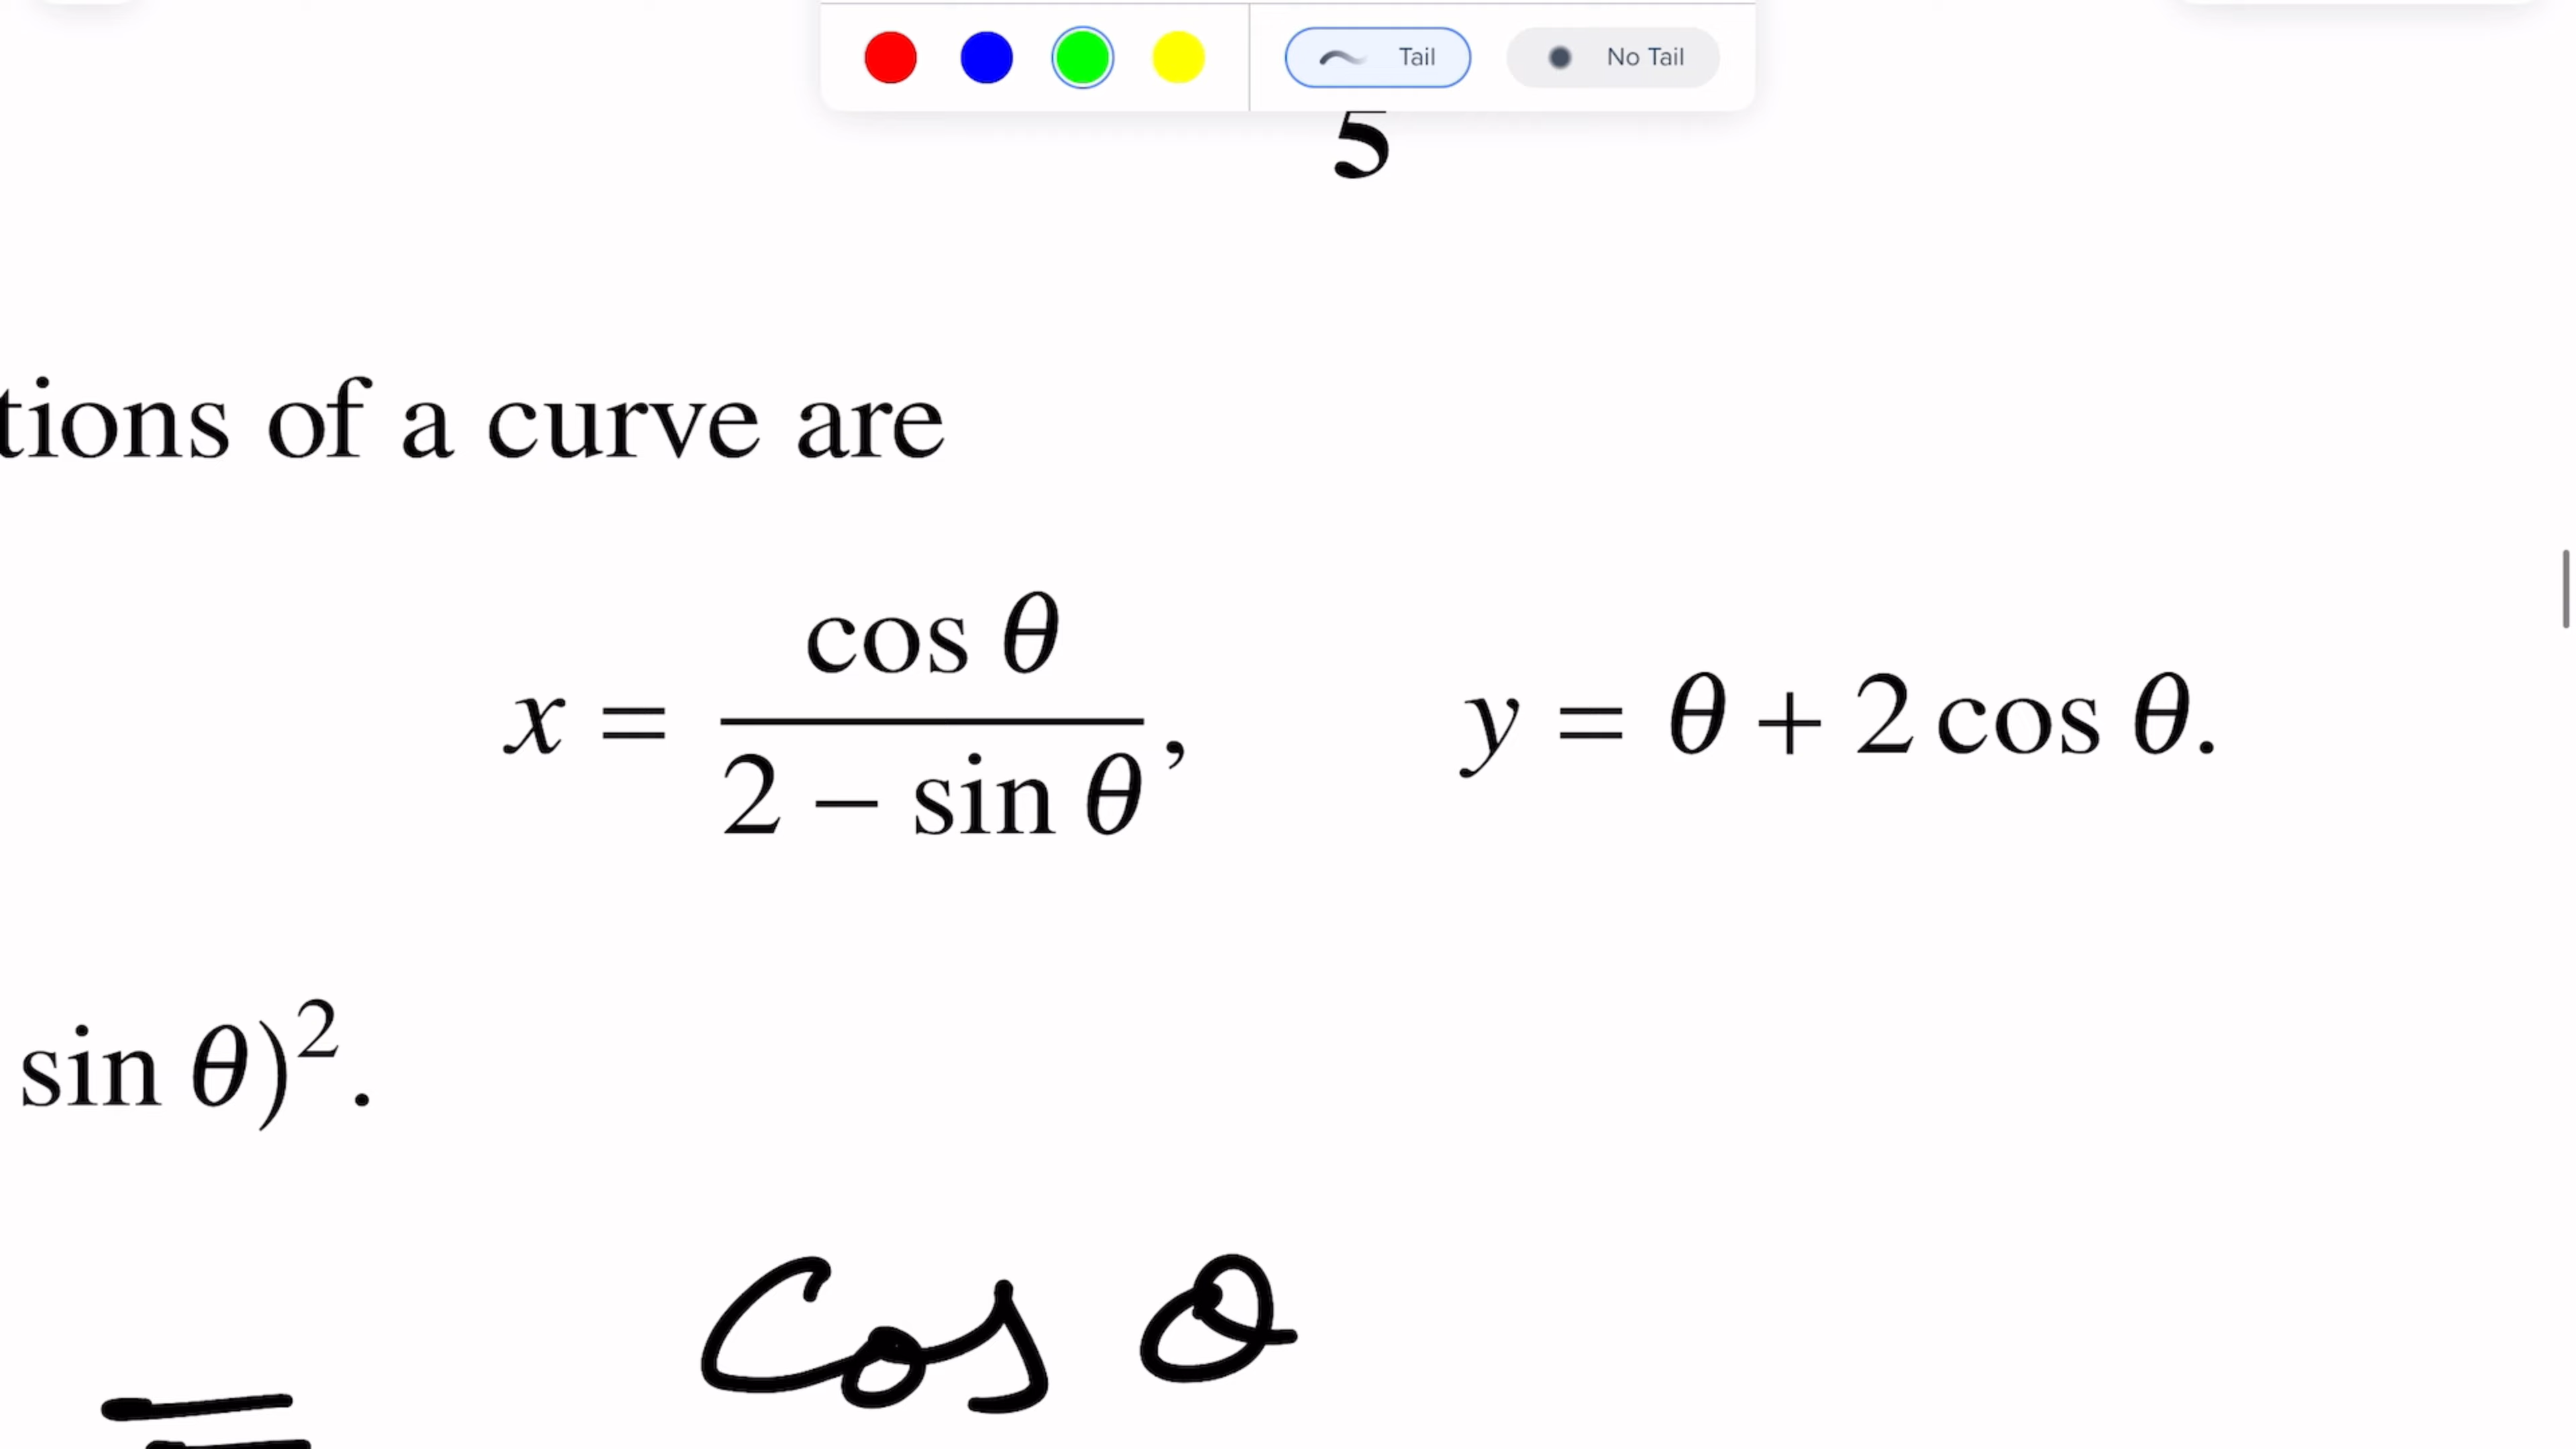 Tail No Tail
5
tions of a curve are
x = cos θ / 2 − sin θ, y = θ + 2 cos θ.
sin θ)².
Cos θ
=